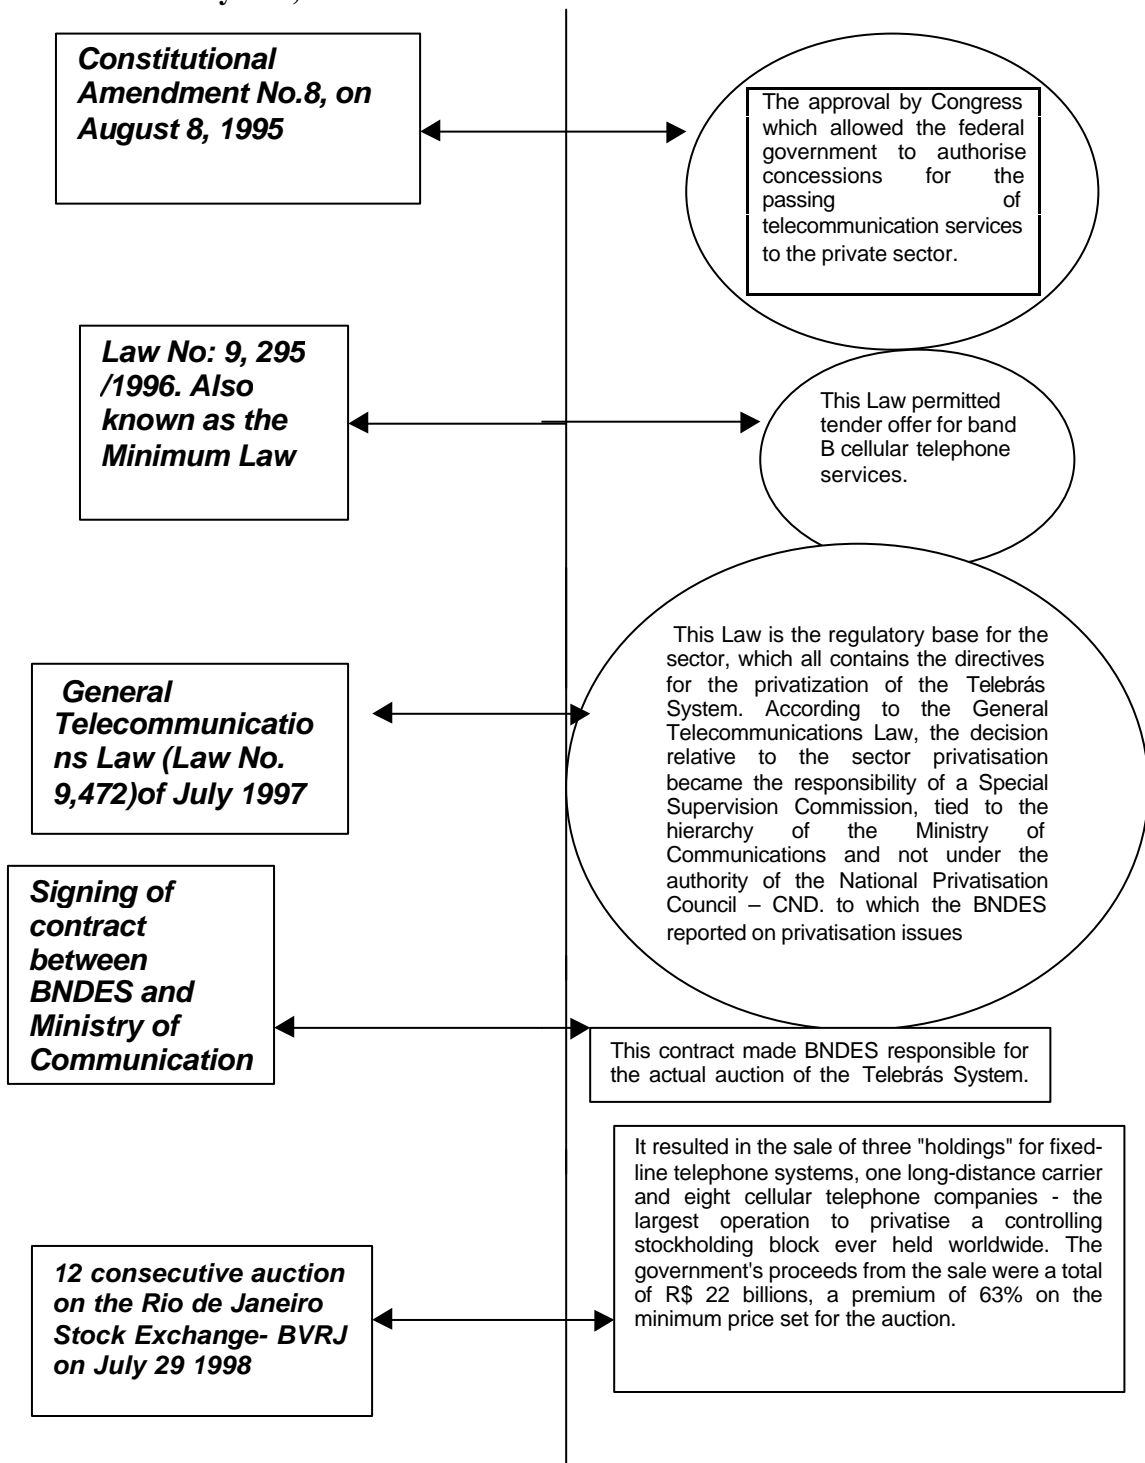 Constitutional
Amendment No.8, on
August 8, 1995
The approval by Congress
which allowed the federal
government to authorise
concessions for the
passing of
telecommunication services
to the private sector.
Law No: 9, 295
/1996. Also
known as the
Minimum Law
This Law permitted
tender offer for band
B cellular telephone
services.
General
Telecommunicatio
ns Law (Law No.
9,472)of July 1997
This Law is the regulatory base for the
sector, which all contains the directives
for the privatization of the Telebrás
System. According to the General
Telecommunications Law, the decision
relative to the sector privatisation
became the responsibility of a Special
Supervision Commission, tied to the
hierarchy of the Ministry of
Communications and not under the
authority of the National Privatisation
Council – CND. to which the BNDES
reported on privatisation issues
Signing of
contract
between
BNDES and
Ministry of
Communication
This contract made BNDES responsible for
the actual auction of the Telebrás System.
12 consecutive auction
on the Rio de Janeiro
Stock Exchange- BVRJ
on July 29 1998
It resulted in the sale of three "holdings" for fixed-
line telephone systems, one long-distance carrier
and eight cellular telephone companies - the
largest operation to privatise a controlling
stockholding block ever held worldwide. The
government's proceeds from the sale were a total
of R$ 22 billions, a premium of 63% on the
minimum price set for the auction.